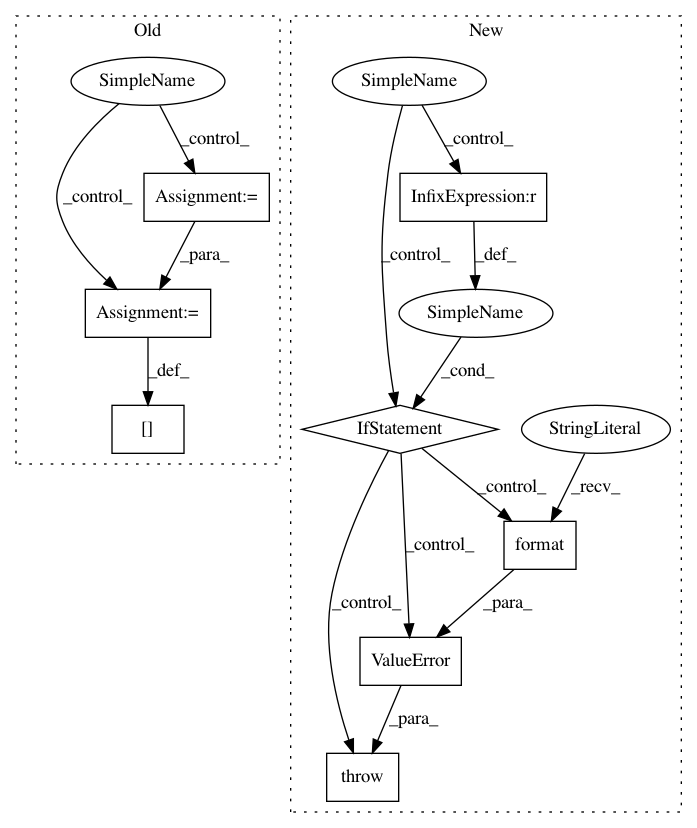 Old
New
SimpleName
SimpleName
_control_
_control_
Assignment:=
InfixExpression:r
_control_
_para_
_control_
_def_
Assignment:=
SimpleName
_def_
_cond_
[]
IfStatement
StringLiteral
_control_
_recv_
_control_
format
_control_
_para_
ValueError
_para_
throw